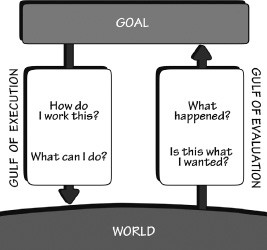 GOAL
GULF OF EXECUTION
How do
I work this?
What can I do?
What
happened?
Is this what
I wanted?
GULF OF EVALUATION
WORLD